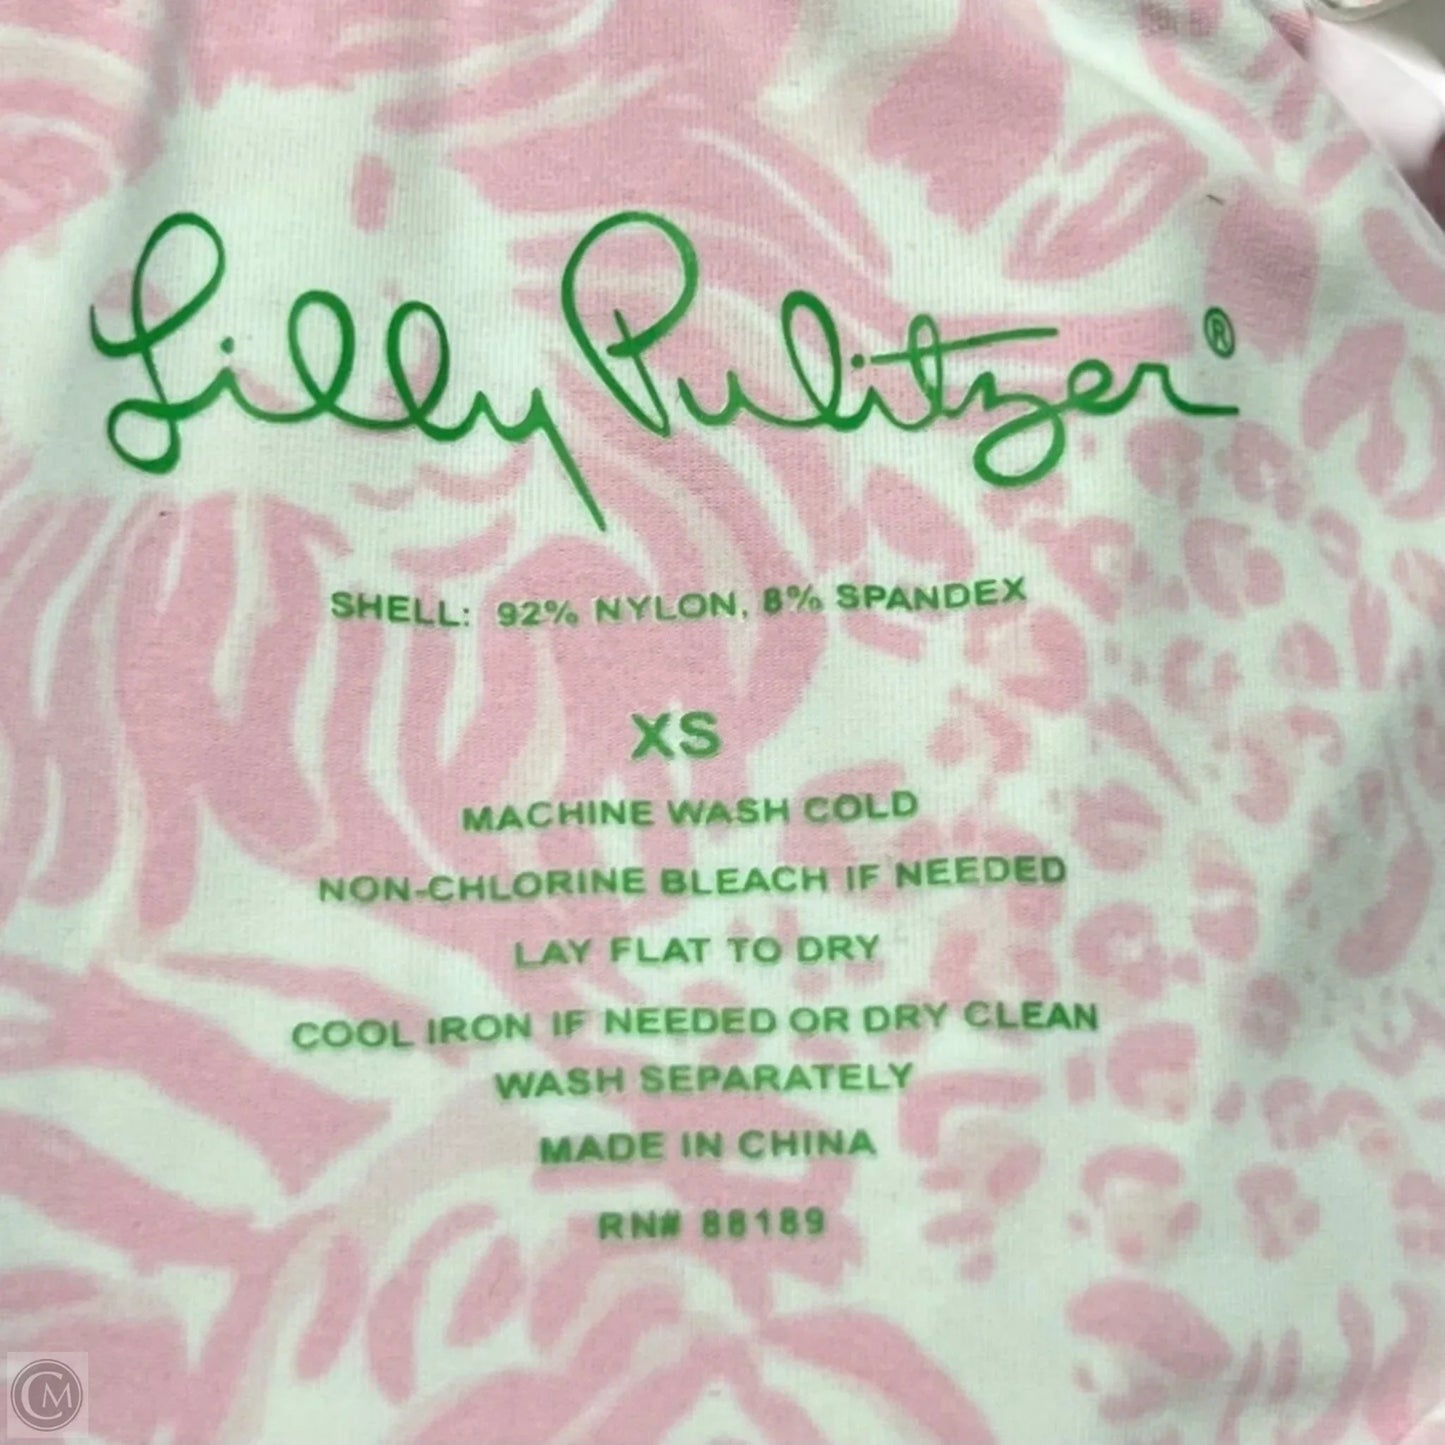 Lilly Pulitzer®
SHELL: 92% NYLON, 8% SPANDEX
XS
MACHINE WASH COLD
NON-CHLORINE BLEACH IF NEEDED
LAY FLAT TO DRY
COOL IRON IF NEEDED OR DRY CLEAN
WASH SEPARATELY
MADE IN CHINA
RN# 88189
CM